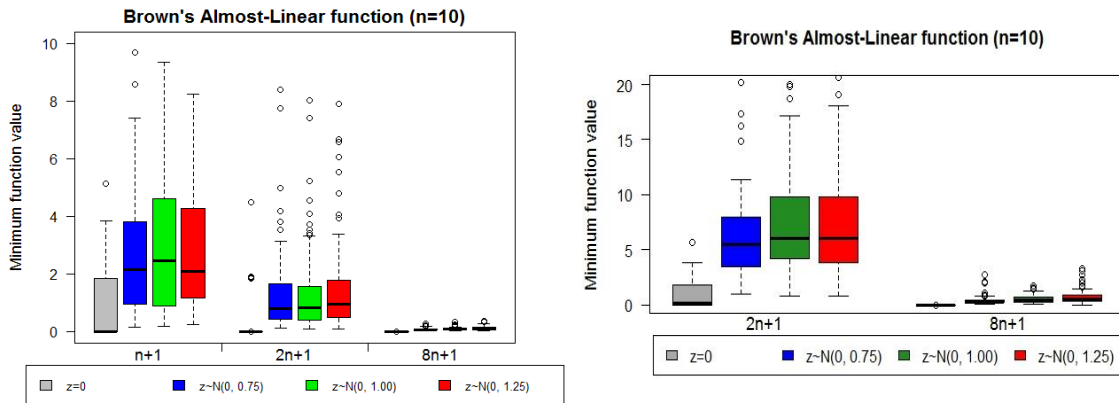 Brown's Almost-Linear function (n=10)
Minimum function value
10
8
6
4
2
0
n+1 2n+1 8n+1
z=0 z~N(0, 0.75) z~N(0, 1.00) z~N(0, 1.25)
Brown's Almost-Linear function (n=10)
Minimum function value
20
15
10
5
0
2n+1 8n+1
z=0 z~N(0, 0.75) z~N(0, 1.00) z~N(0, 1.25)